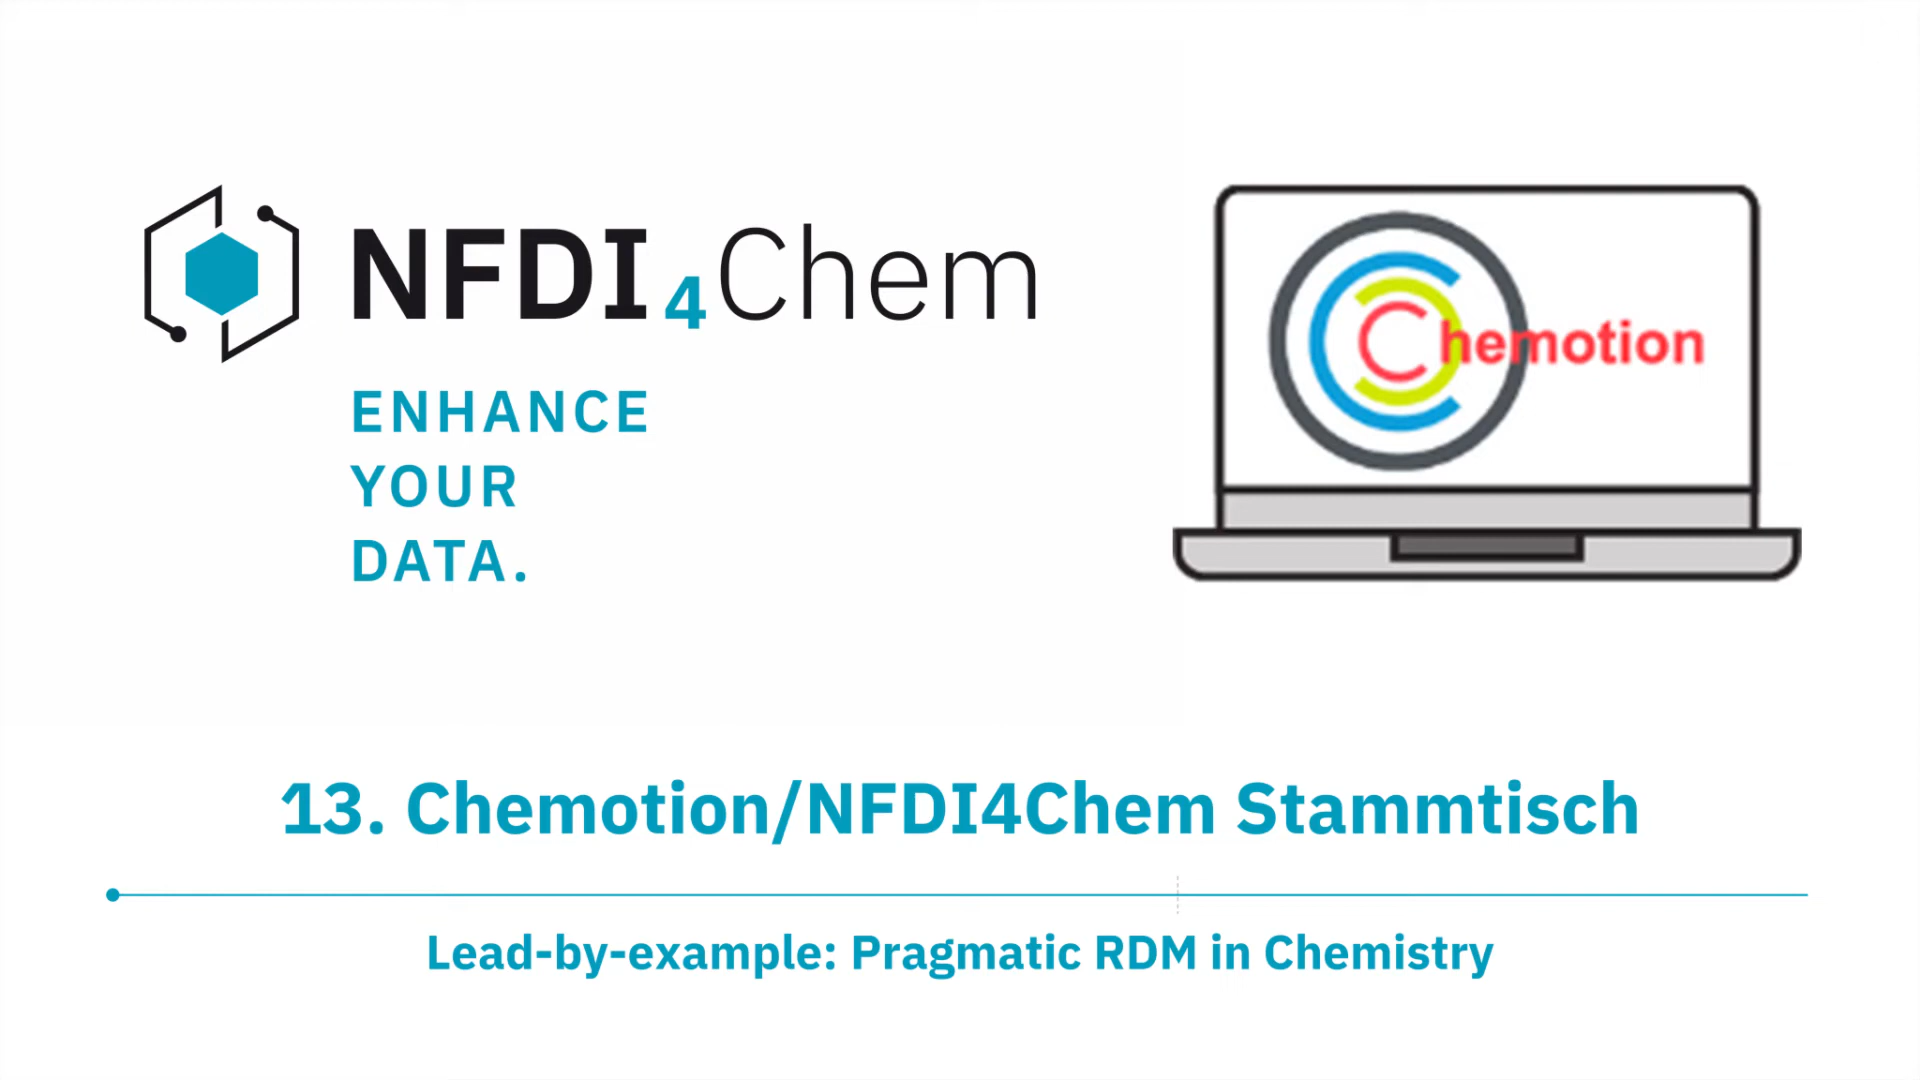 NFDI4Chem
ENHANCE
YOUR
DATA.
Chemotion
13. Chemotion/NFDI4Chem Stammtisch
Lead-by-example: Pragmatic RDM in Chemistry